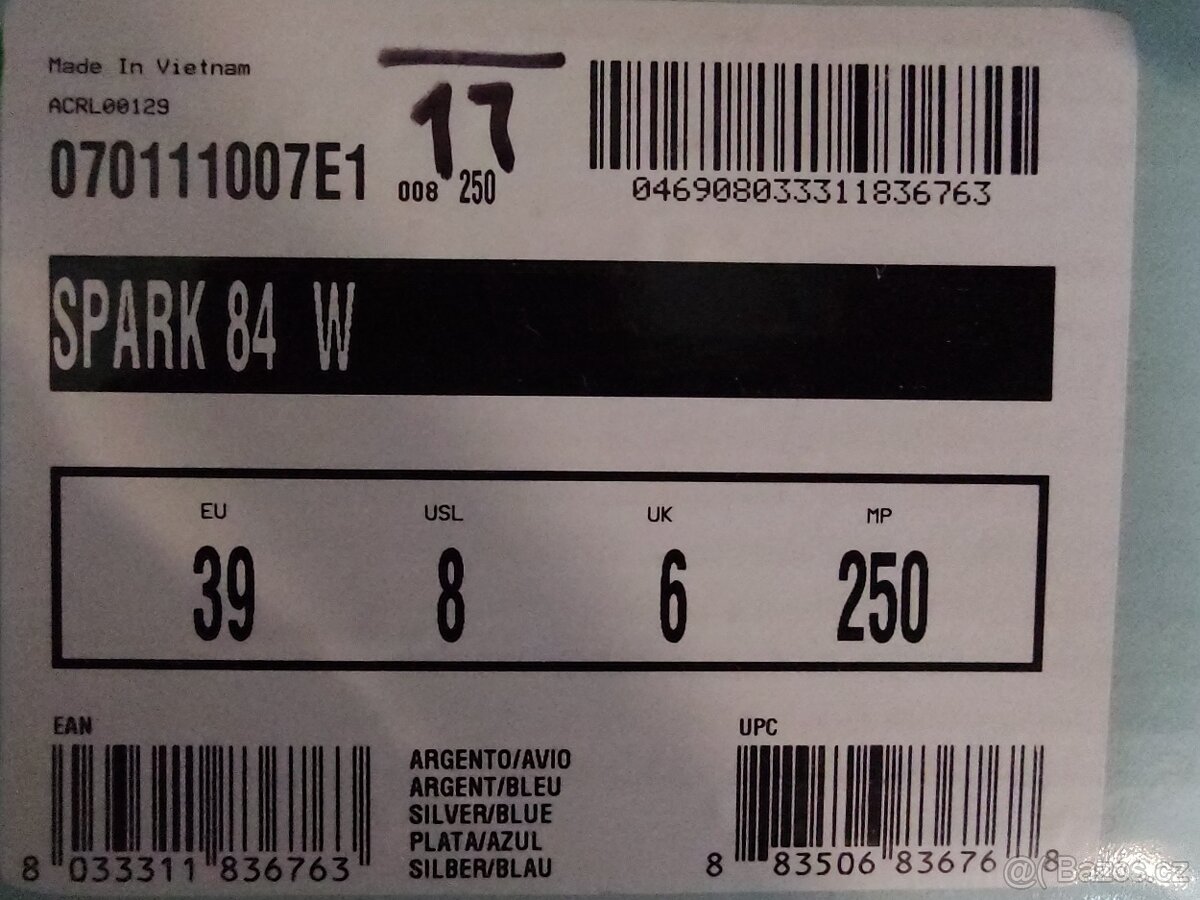 Made In Vietnam
ACRL00129
17
070111007E1 008 250
046908033311836763
SPARK 84 W
EU USL UK MP
39 8 6 250
EAN
8 033311 836763
ARGENTO/AVIO
ARGENT/BLEU
SILVER/BLUE
PLATA/AZUL
SILBER/BLAU
UPC
8 83506 83676 8
Bazos.cz